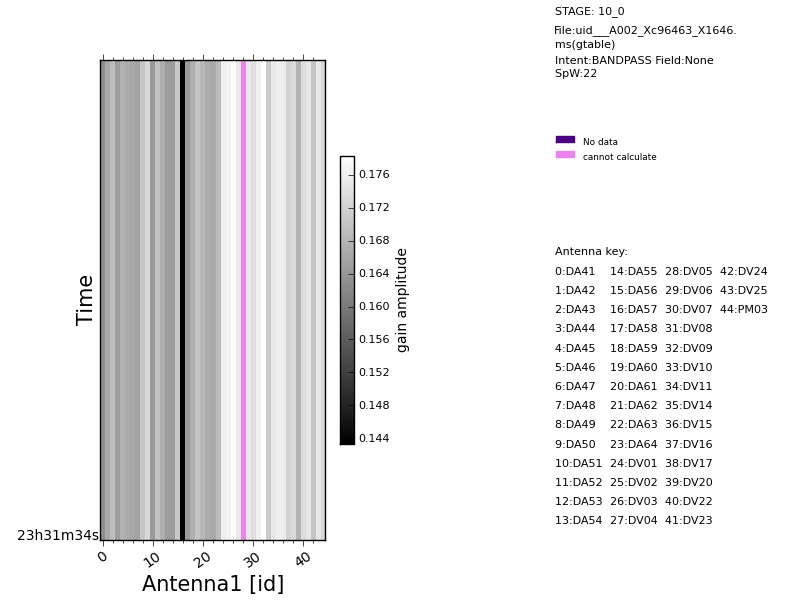 STAGE: 10_0
File:uid___A002_Xc96463_X1646.
ms(gtable)
Intent:BANDPASS Field:None
SpW:22
No data
cannot calculate
0.176
0.172
0.168
0.164
0.160
0.156
0.152
0.148
0.144
gain amplitude
Time
23h31m34s
0 10 20 30 40
Antenna1 [id]
Antenna key:
0:DA41 14:DA55 28:DV05 42:DV24
1:DA42 15:DA56 29:DV06 43:DV25
2:DA43 16:DA57 30:DV07 44:PM03
3:DA44 17:DA58 31:DV08
4:DA45 18:DA59 32:DV09
5:DA46 19:DA60 33:DV10
6:DA47 20:DA61 34:DV11
7:DA48 21:DA62 35:DV14
8:DA49 22:DA63 36:DV15
9:DA50 23:DA64 37:DV16
10:DA51 24:DV01 38:DV17
11:DA52 25:DV02 39:DV20
12:DA53 26:DV03 40:DV22
13:DA54 27:DV04 41:DV23